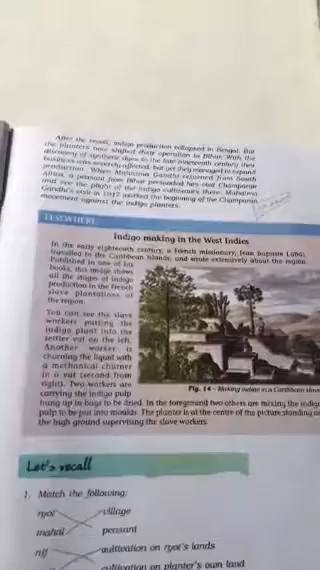 After the revolt, indigo production collapsed in Bengal. But
the planters now shifted their operation to Bihar. With the
discovery of synthetic dyes in the late nineteenth century their
business was severely affected, but yet they managed to expand
production. When Mahatma Gandhi returned from South
Africa, a peasant from Bihar persuaded him to visit Champaran
and see the plight of the indigo cultivators there. Mahatma
Gandhi's visit in 1917 marked the beginning of the Champaran
movement against the indigo planters.
ELSEWHERE
Indigo making in the West Indies
In the early eighteenth century, a French missionary, Jean Baptiste Labat,
travelled to the Caribbean islands, and wrote extensively about the region.
Published in one of his
books, this image shows
all the stages of indigo
production in the French
slave plantations of
the region.
You can see the slave
workers putting the
indigo plant into the
settler vat on the left.
Another worker is
churning the liquid with
a mechanical churner
in a vat (second from
right). Two workers are
carrying the indigo pulp
Fig. 14 – Making indigo in a Caribbean slave
hung up in bags to be dried. In the foreground two others are mixing the indigo
pulp to be put into moulds. The planter is at the centre of the picture standing on
the high ground supervising the slave workers.
Let's recall
1. Match the following:
ryot village
mahal peasant
nij cultivation on ryot's lands
cultivation on planter's own land